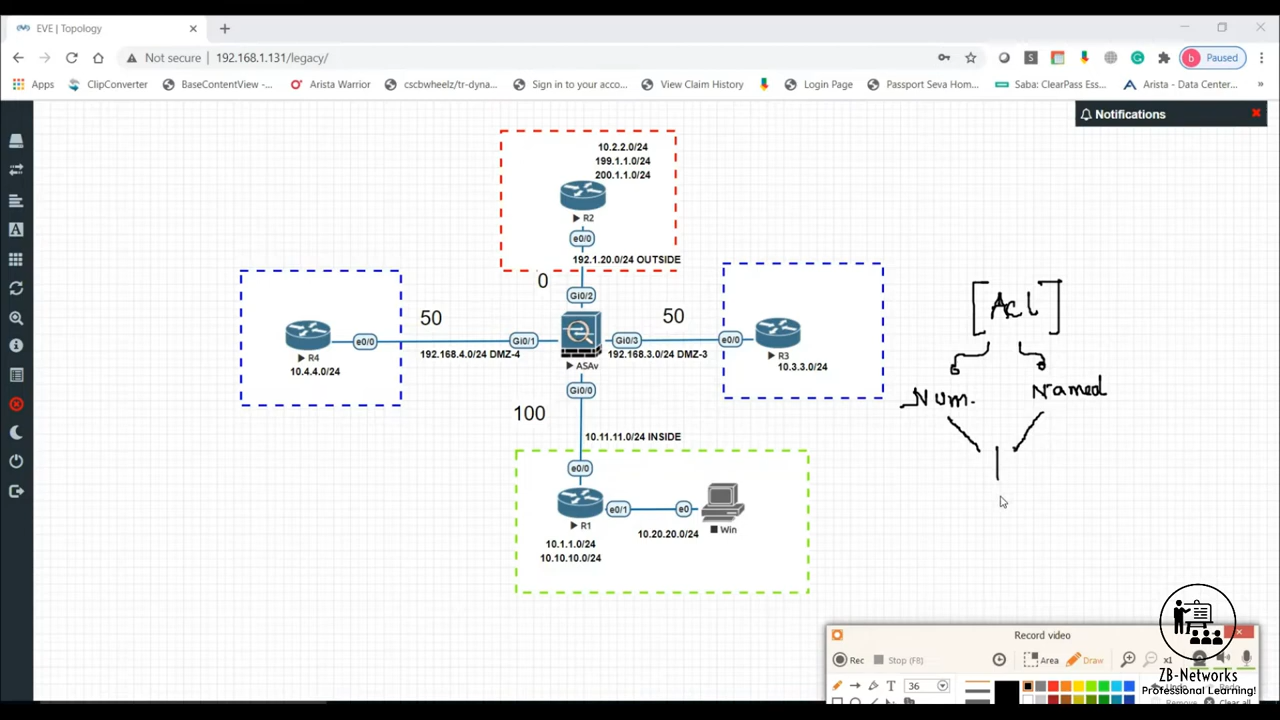 EVE | Topology
Not secure | 192.168.1.131/legacy/
b Paused
Apps ClipConverter BaseContentView -... Arista Warrior cscbwheelz/tr-dyna... Sign in to your acco... View Claim History Login Page Passport Seva Hom... Saba: ClearPass Ess... Arista - Data Center...
Notifications
10.2.2.0/24
199.1.1.0/24
200.1.1.0/24
R2
e0/0
192.1.20.0/24 OUTSIDE
0
Gi0/2
50
50
R4
e0/0
Gi0/1
Gi0/3
e0/0
R3
192.168.4.0/24 DMZ-4
192.168.3.0/24 DMZ-3
10.4.4.0/24
ASAv
10.3.3.0/24
Gi0/0
100
10.11.11.0/24 INSIDE
e0/0
R1
e0/1
e0
Win
10.20.20.0/24
10.1.1.0/24
10.10.10.0/24
[Acl]
Num. Named
Record video
Rec Stop (F8) Area Draw x1
T 36
Undo
Remove Clear all
ZB-Networks
Professional Learning!